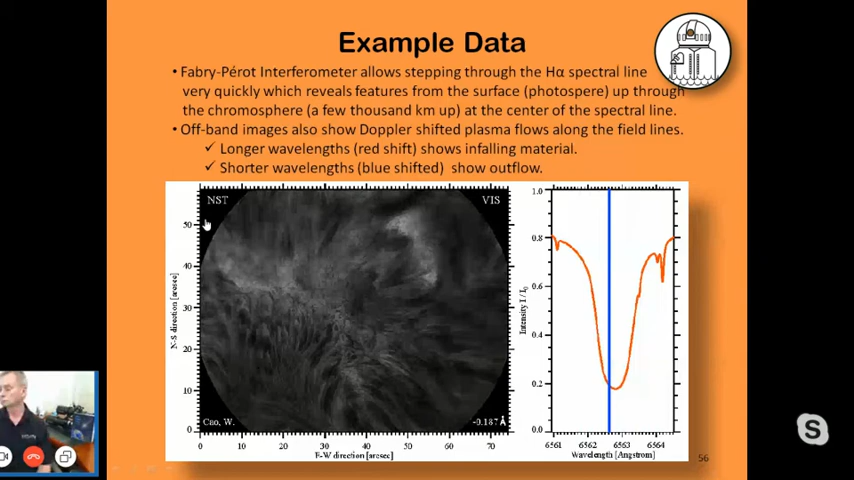 Example Data
• Fabry-Pérot Interferometer allows stepping through the Hα spectral line
very quickly which reveals features from the surface (photospere) up through
the chromosphere (a few thousand km up) at the center of the spectral line.
• Off-band images also show Doppler shifted plasma flows along the field lines.
✓ Longer wavelengths (red shift) shows infalling material.
✓ Shorter wavelengths (blue shifted) show outflow.
NST
VIS
50
40
30
20
10
0
N-S direction [arcsec]
Cao, W.
-0.187Å
0 10 20 30 40 50 60 70
E-W direction [arcsec]
1.0
0.8
0.6
0.4
0.2
0.0
Intensity I / I₀
6561 6562 6563 6564
Wavelength [Angstrom]
56
S